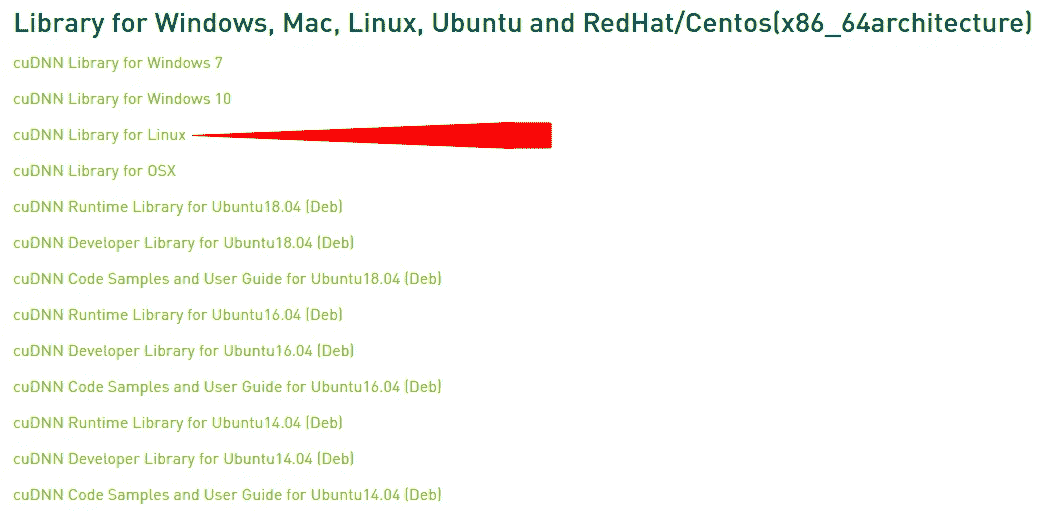 Library for Windows, Mac, Linux, Ubuntu and RedHat/Centos(x86_64architecture)
cuDNN Library for Windows 7
cuDNN Library for Windows 10
cuDNN Library for Linux
cuDNN Library for OSX
cuDNN Runtime Library for Ubuntu18.04 (Deb)
cuDNN Developer Library for Ubuntu18.04 (Deb)
cuDNN Code Samples and User Guide for Ubuntu18.04 (Deb)
cuDNN Runtime Library for Ubuntu16.04 (Deb)
cuDNN Developer Library for Ubuntu16.04 (Deb)
cuDNN Code Samples and User Guide for Ubuntu16.04 (Deb)
cuDNN Runtime Library for Ubuntu14.04 (Deb)
cuDNN Developer Library for Ubuntu14.04 (Deb)
cuDNN Code Samples and User Guide for Ubuntu14.04 (Deb)